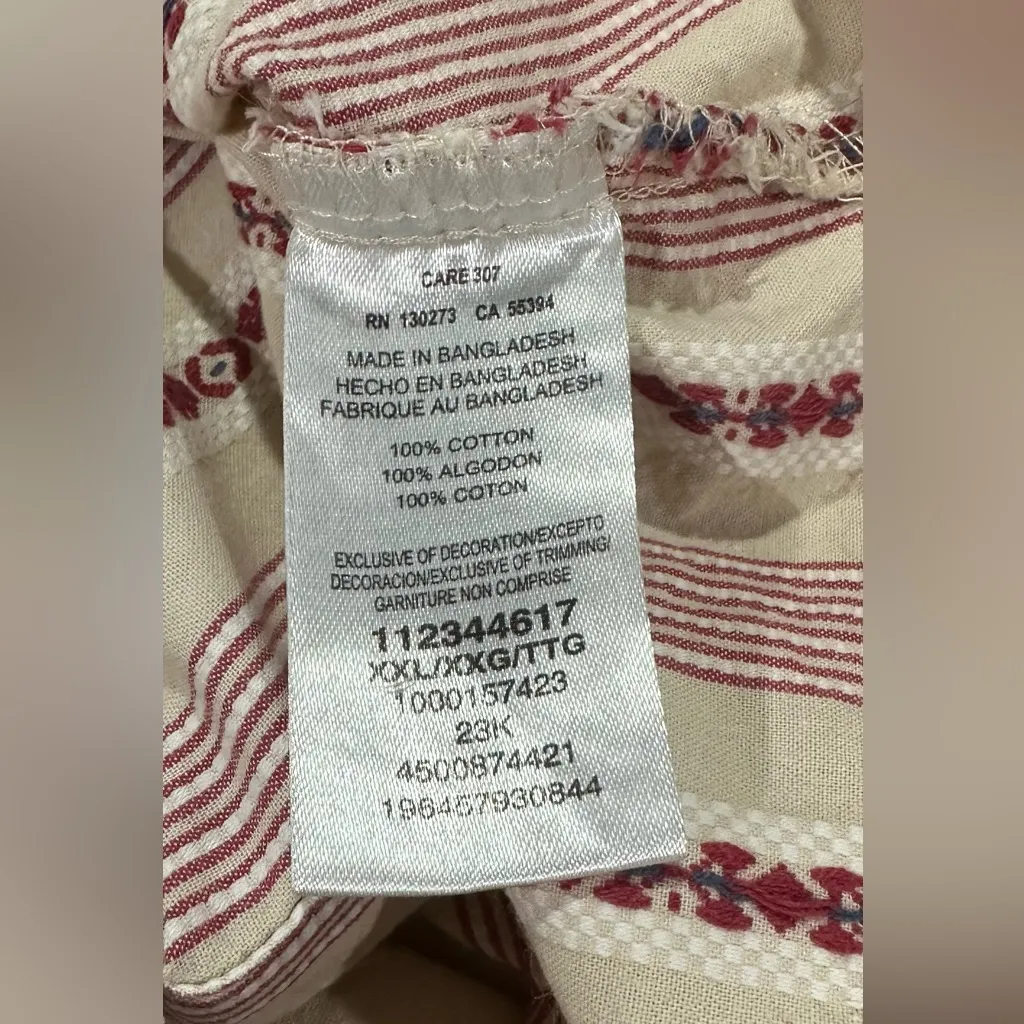 CARE 307
RN 130273 CA 55394
MADE IN BANGLADESH
HECHO EN BANGLADESH
FABRIQUE AU BANGLADESH
100% COTTON
100% ALGODON
100% COTON
EXCLUSIVE OF DECORATION/EXCEPTO
DECORACION/EXCLUSIVE OF TRIMMING/
GARNITURE NON COMPRISE
112344617
XXL/XXG/TTG
1000157423
23K
4500874421
196457930844